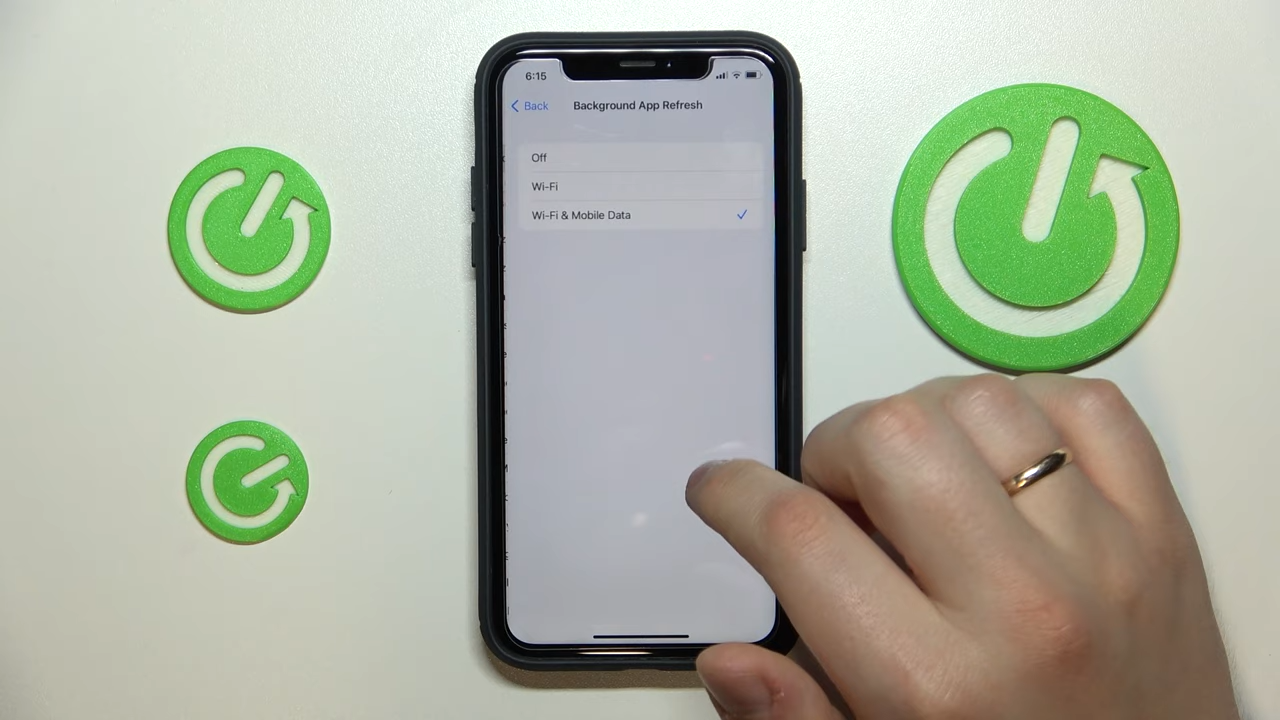 6:15
Back
Background App Refresh
Off
Wi-Fi
Wi-Fi & Mobile Data